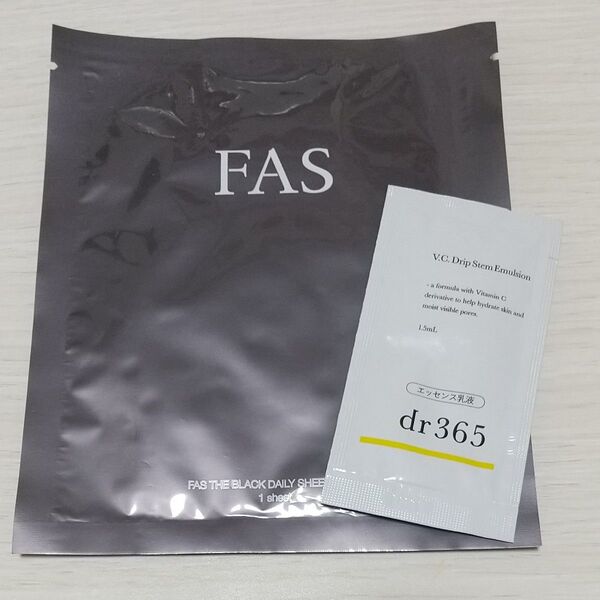 FAS
FAS THE BLACK DAILY SHEE
1 sheet
V.C. Drip Stem Emulsion
- a formula with Vitamin C
derivative to help hydrate skin and
moist visible pores.
1.5mL
エッセンス乳液
dr365